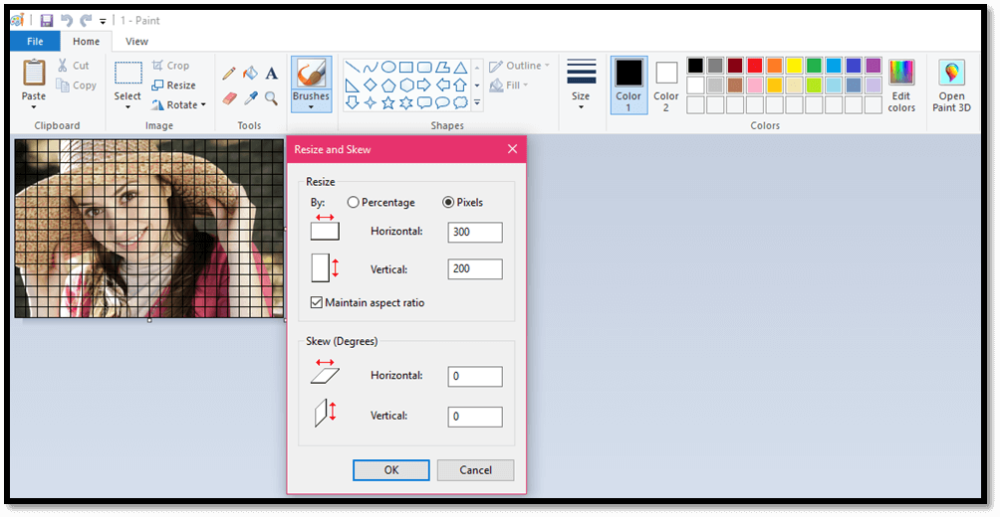 1 - Paint
File Home View
Paste
Cut
Copy
Clipboard
Select
Crop
Resize
Rotate
Image
A
Tools
Brushes
Outline
Fill
Shapes
Size
Color
1
Color
2
Edit
colors
Colors
Open
Paint 3D
Resize and Skew
Resize
By: Percentage Pixels
Horizontal: 300
Vertical: 200
Maintain aspect ratio
Skew (Degrees)
Horizontal: 0
Vertical: 0
OK Cancel